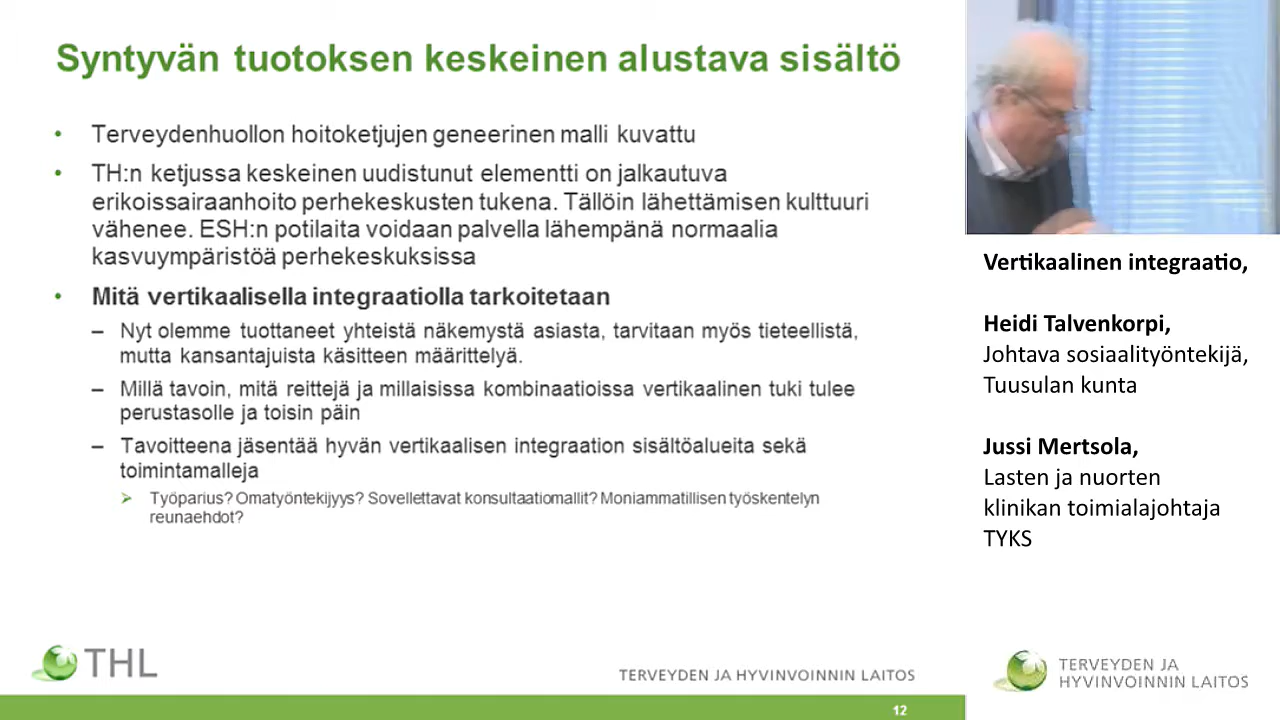 Syntyvän tuotoksen keskeinen alustava sisältö
• Terveydenhuollon hoitoketjujen geneerinen malli kuvattu
• TH:n ketjussa keskeinen uudistunut elementti on jalkautuva
erikoissairaanhoito perhekeskusten tukena. Tällöin lähettämisen kulttuuri
vähenee. ESH:n potilaita voidaan palvella lähempänä normaalia
kasvuympäristöä perhekeskuksissa
• Mitä vertikaalisella integraatiolla tarkoitetaan
– Nyt olemme tuottaneet yhteistä näkemystä asiasta, tarvitaan myös tieteellistä,
mutta kansantajuista käsitteen määrittelyä.
– Millä tavoin, mitä reittejä ja millaisissa kombinaatioissa vertikaalinen tuki tulee
perustasolle ja toisin päin
– Tavoitteena jäsentää hyvän vertikaalisen integraation sisältöalueita sekä
toimintamalleja
➢ Työparius? Omatyöntekijyys? Sovellettavat konsultaatiomallit? Moniammatillisen työskentelyn
reunaehdot?
THL
TERVEYDEN JA HYVINVOINNIN LAITOS
12
Vertikaalinen integraatio,
Heidi Talvenkorpi,
Johtava sosiaalityöntekijä,
Tuusulan kunta
Jussi Mertsola,
Lasten ja nuorten
klinikan toimialajohtaja
TYKS
TERVEYDEN JA
HYVINVOINNIN LAITOS